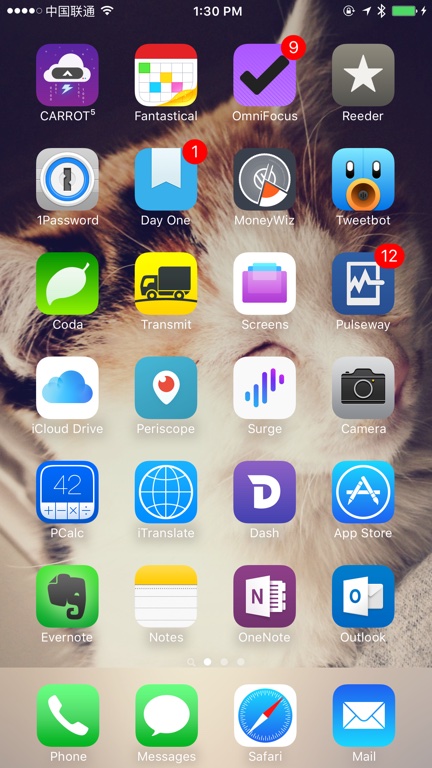 中国联通 1:30 PM
9
CARROT⁵ Fantastical OmniFocus Reeder
1
1Password Day One MoneyWiz Tweetbot
12
Coda Transmit Screens Pulseway
iCloud Drive Periscope Surge Camera
42
PCalc iTranslate Dash App Store
Evernote Notes OneNote Outlook
Phone Messages Safari Mail